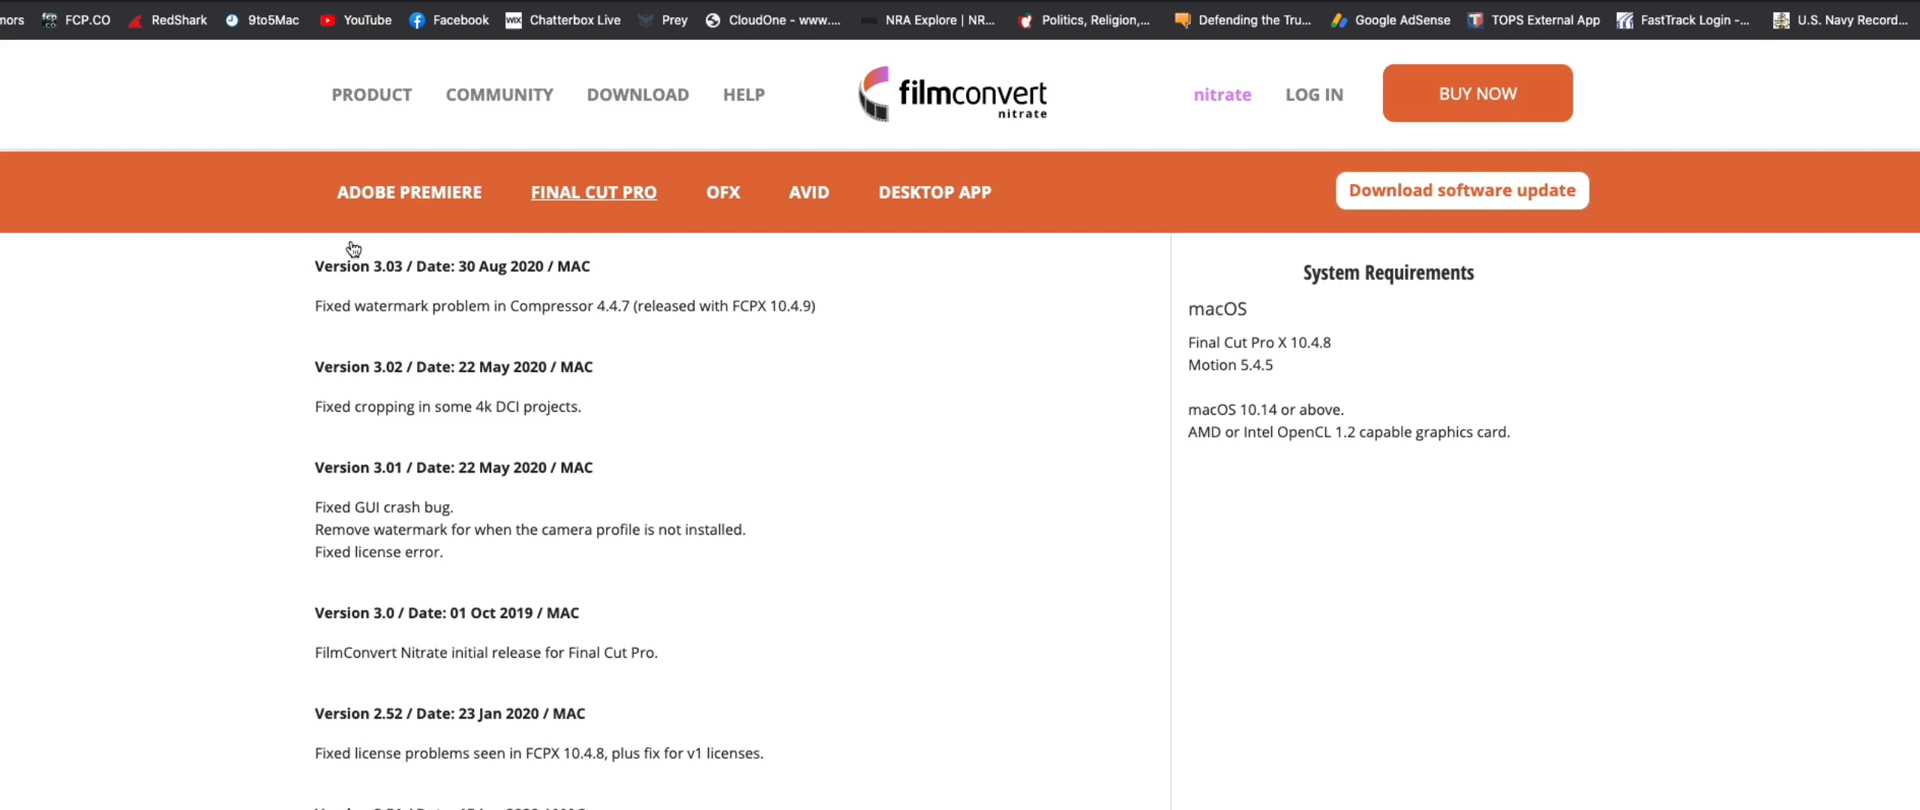 mors FCP.CO RedShark 9to5Mac YouTube Facebook WIX Chatterbox Live Prey CloudOne - www.... NRA Explore | NR... Politics, Religion,... Defending the Tru... Google AdSense TOPS External App FastTrack Login -... U.S. Navy Record...
PRODUCT COMMUNITY DOWNLOAD HELP filmconvert nitrate LOG IN BUY NOW
nitrate
ADOBE PREMIERE FINAL CUT PRO OFX AVID DESKTOP APP Download software update
Version 3.03 / Date: 30 Aug 2020 / MAC
Fixed watermark problem in Compressor 4.4.7 (released with FCPX 10.4.9)
Version 3.02 / Date: 22 May 2020 / MAC
Fixed cropping in some 4k DCI projects.
Version 3.01 / Date: 22 May 2020 / MAC
Fixed GUI crash bug.
Remove watermark for when the camera profile is not installed.
Fixed license error.
Version 3.0 / Date: 01 Oct 2019 / MAC
FilmConvert Nitrate initial release for Final Cut Pro.
Version 2.52 / Date: 23 Jan 2020 / MAC
Fixed license problems seen in FCPX 10.4.8, plus fix for v1 licenses.
System Requirements
macOS
Final Cut Pro X 10.4.8
Motion 5.4.5
macOS 10.14 or above.
AMD or Intel OpenCL 1.2 capable graphics card.